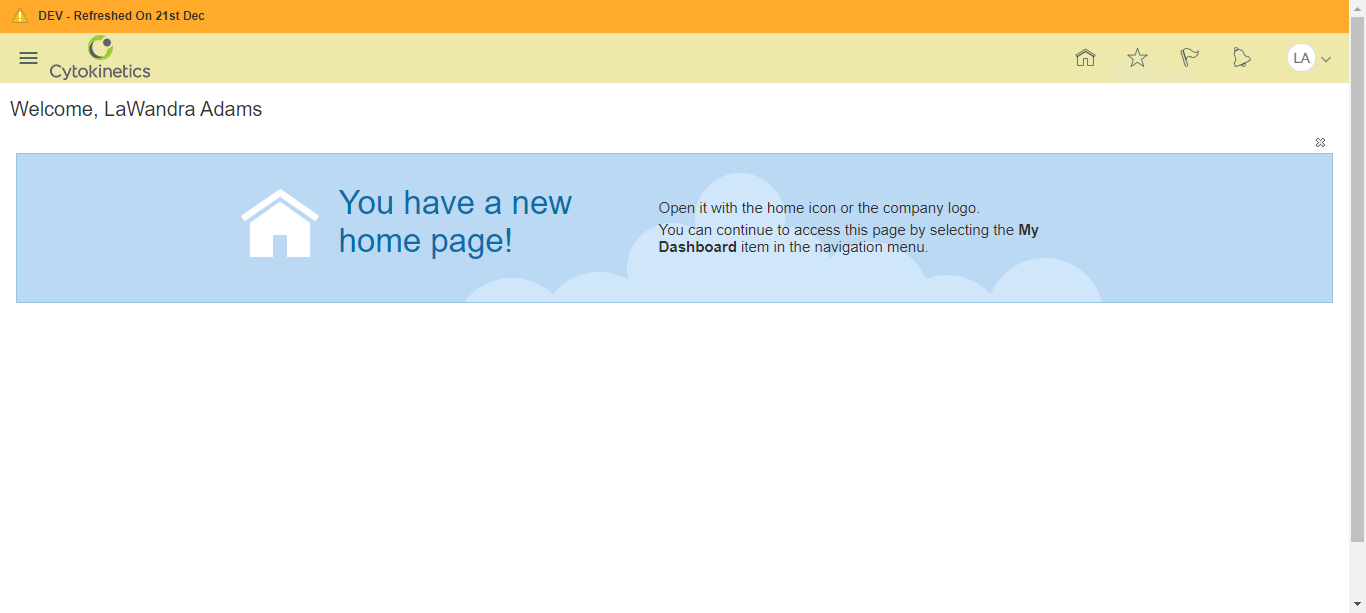 DEV - Refreshed On 21st Dec
Cytokinetics
LA
Welcome, LaWandra Adams
You have a new
home page!
Open it with the home icon or the company logo.
You can continue to access this page by selecting the My
Dashboard item in the navigation menu.